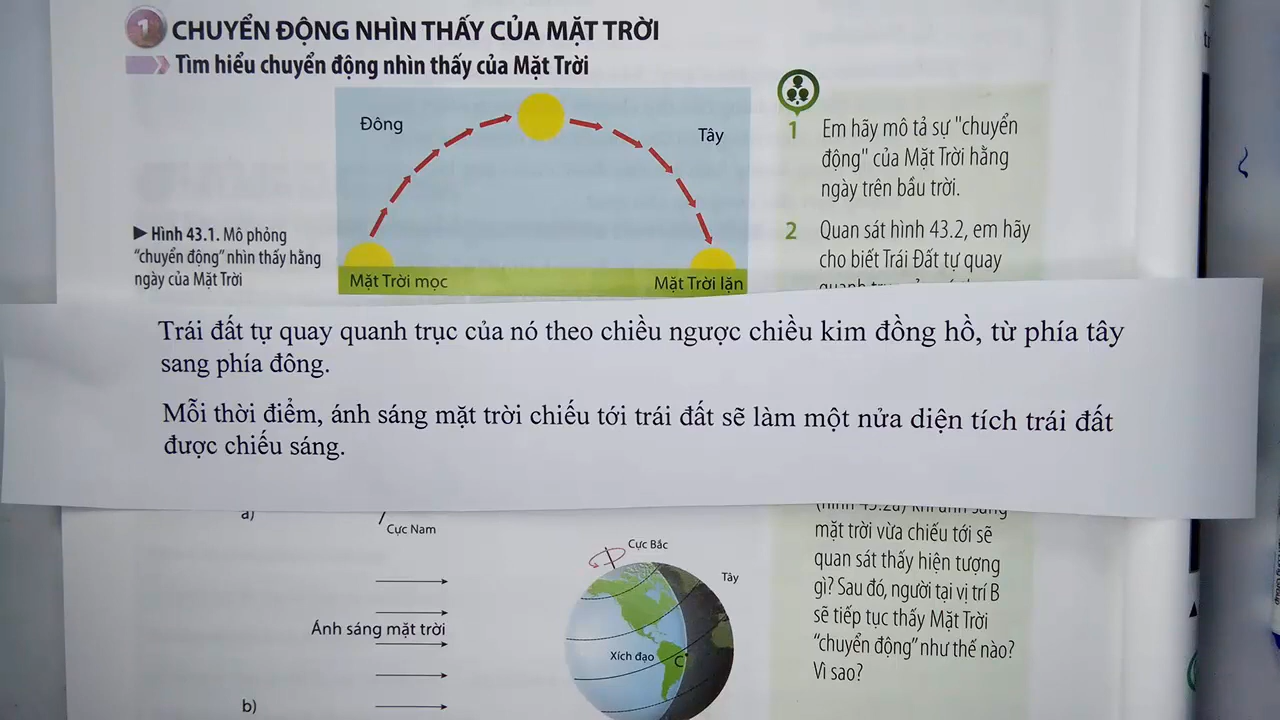 1 CHUYỂN ĐỘNG NHÌN THẤY CỦA MẶT TRỜI
Tìm hiểu chuyển động nhìn thấy của Mặt Trời
Đông
Tây
Mặt Trời mọc
Mặt Trời lặn
▶ Hình 43.1. Mô phỏng
"chuyển động" nhìn thấy hằng
ngày của Mặt Trời
1 Em hãy mô tả sự "chuyển
động" của Mặt Trời hằng
ngày trên bầu trời.
2 Quan sát hình 43.2, em hãy
cho biết Trái Đất tự quay
Trái đất tự quay quanh trục của nó theo chiều ngược chiều kim đồng hồ, từ phía tây
sang phía đông.
Mỗi thời điểm, ánh sáng mặt trời chiếu tới trái đất sẽ làm một nửa diện tích trái đất
được chiếu sáng.
a)
Cực Nam
Cực Bắc
Tây
Ánh sáng mặt trời
Xích đạo
C
b)
mặt trời vừa chiếu tới sẽ
quan sát thấy hiện tượng
gì? Sau đó, người tại vị trí B
sẽ tiếp tục thấy Mặt Trời
"chuyển động" như thế nào?
Vì sao?